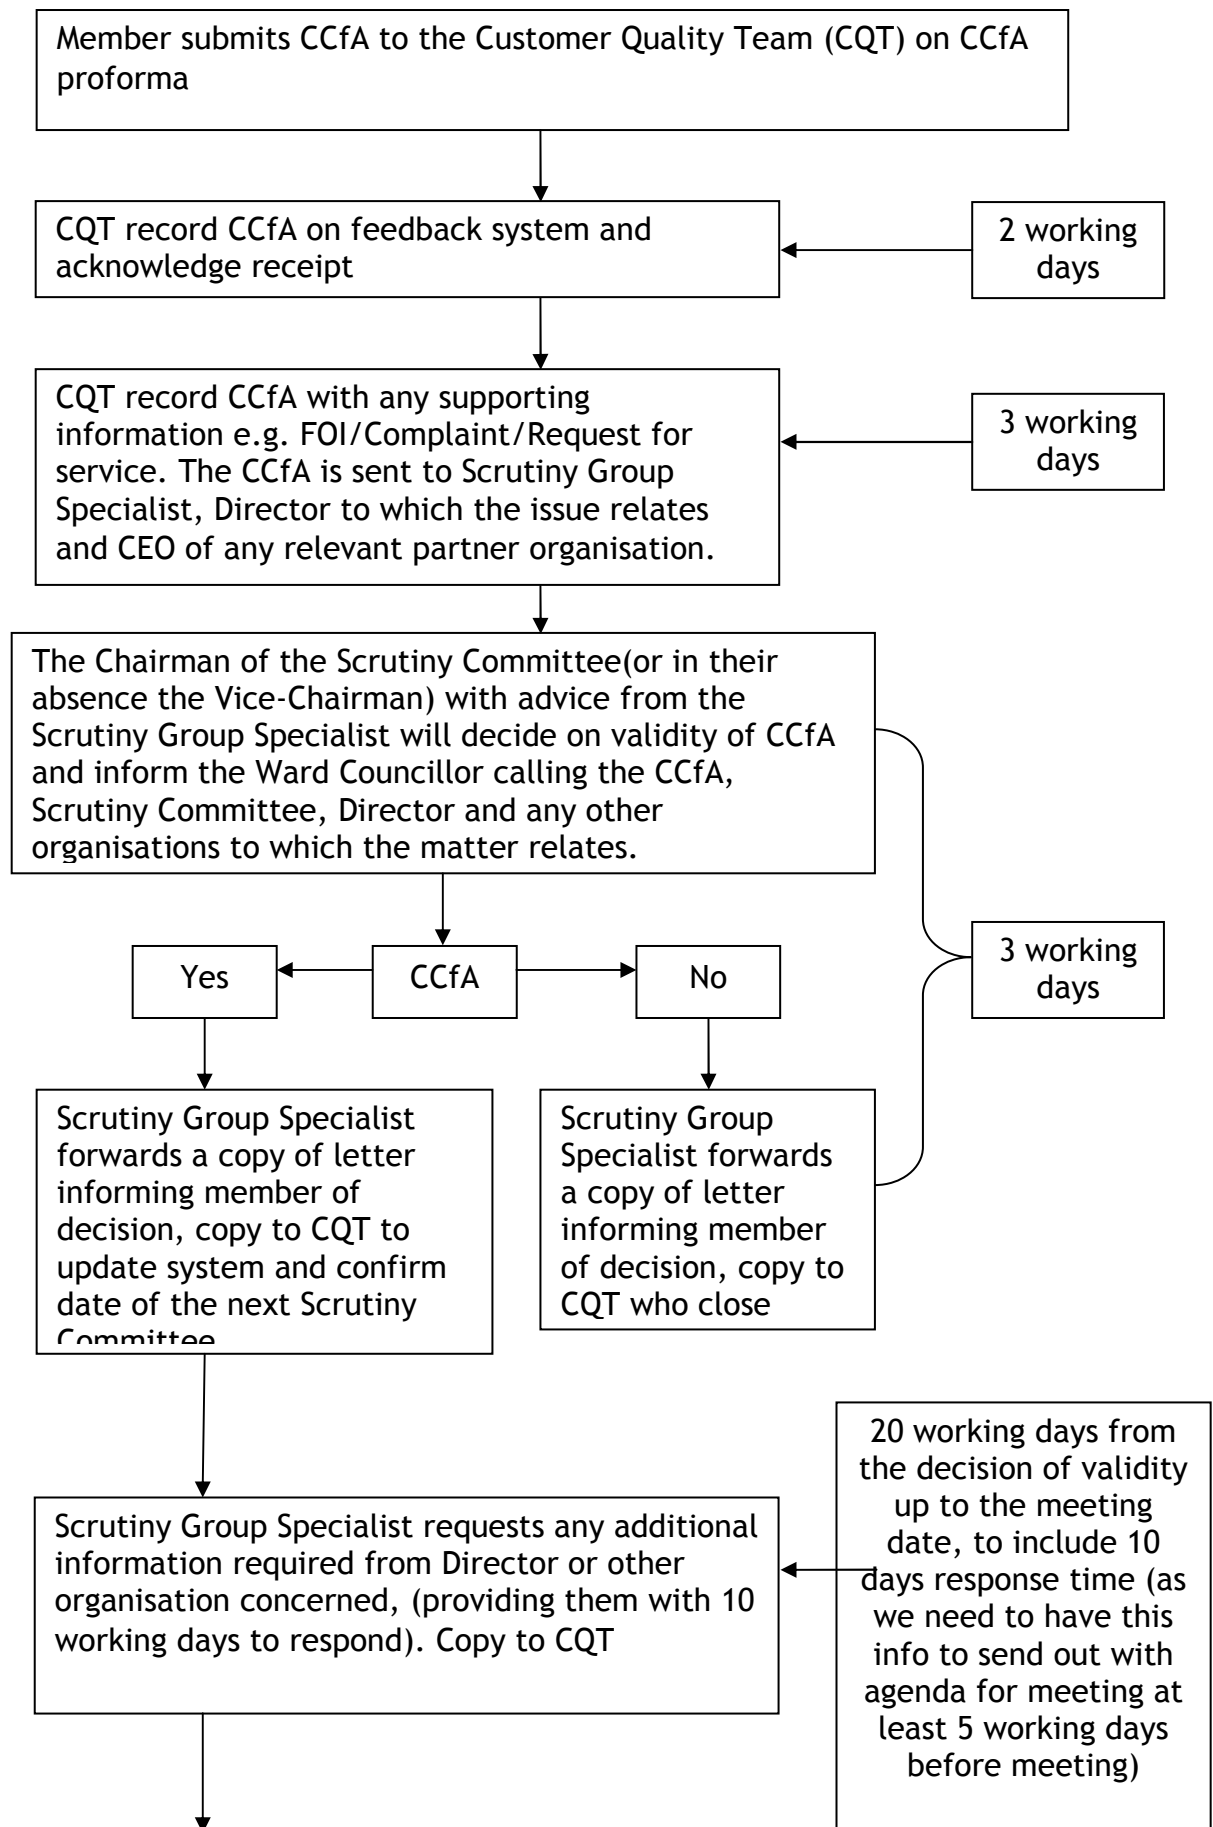 Member submits CCfA to the Customer Quality Team (CQT) on CCfA
proforma
CQT record CCfA on feedback system and
acknowledge receipt
2 working
days
CQT record CCfA with any supporting
information e.g. FOI/Complaint/Request for
service. The CCfA is sent to Scrutiny Group
Specialist, Director to which the issue relates
and CEO of any relevant partner organisation.
3 working
days
The Chairman of the Scrutiny Committee(or in their
absence the Vice-Chairman) with advice from the
Scrutiny Group Specialist will decide on validity of CCfA
and inform the Ward Councillor calling the CCfA,
Scrutiny Committee, Director and any other
organisations to which the matter relates.
Yes
CCfA
No
3 working
days
Scrutiny Group Specialist
forwards a copy of letter
informing member of
decision, copy to CQT to
update system and confirm
date of the next Scrutiny
Committee
Scrutiny Group
Specialist forwards
a copy of letter
informing member
of decision, copy to
CQT who close
Scrutiny Group Specialist requests any additional
information required from Director or other
organisation concerned, (providing them with 10
working days to respond). Copy to CQT
20 working days from
the decision of validity
up to the meeting
date, to include 10
days response time (as
we need to have this
info to send out with
agenda for meeting at
least 5 working days
before meeting)